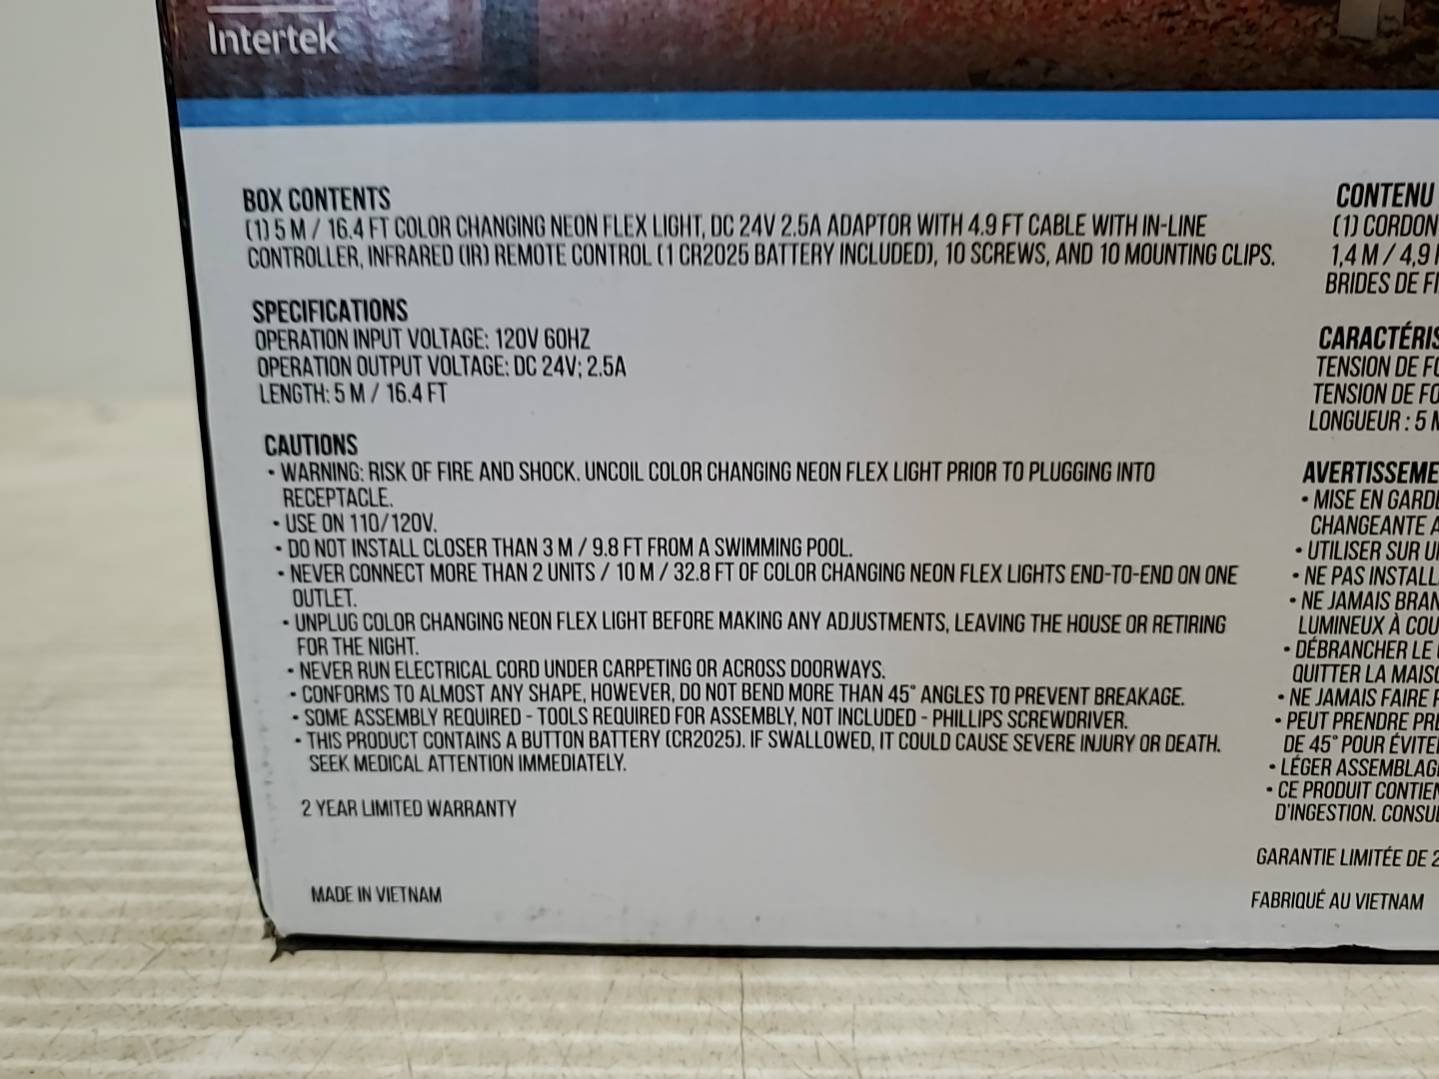 Intertek
BOX CONTENTS
(1) 5 M / 16.4 FT COLOR CHANGING NEON FLEX LIGHT, DC 24V 2.5A ADAPTOR WITH 4.9 FT CABLE WITH IN-LINE
CONTROLLER, INFRARED (IR) REMOTE CONTROL (1 CR2025 BATTERY INCLUDED), 10 SCREWS, AND 10 MOUNTING CLIPS.
SPECIFICATIONS
OPERATION INPUT VOLTAGE: 120V 60HZ
OPERATION OUTPUT VOLTAGE: DC 24V; 2.5A
LENGTH: 5 M / 16.4 FT
CAUTIONS
• WARNING: RISK OF FIRE AND SHOCK. UNCOIL COLOR CHANGING NEON FLEX LIGHT PRIOR TO PLUGGING INTO
RECEPTACLE.
• USE ON 110/120V.
• DO NOT INSTALL CLOSER THAN 3 M / 9.8 FT FROM A SWIMMING POOL.
• NEVER CONNECT MORE THAN 2 UNITS / 10 M / 32.8 FT OF COLOR CHANGING NEON FLEX LIGHTS END-TO-END ON ONE
OUTLET.
• UNPLUG COLOR CHANGING NEON FLEX LIGHT BEFORE MAKING ANY ADJUSTMENTS, LEAVING THE HOUSE OR RETIRING
FOR THE NIGHT.
• NEVER RUN ELECTRICAL CORD UNDER CARPETING OR ACROSS DOORWAYS.
• CONFORMS TO ALMOST ANY SHAPE, HOWEVER, DO NOT BEND MORE THAN 45° ANGLES TO PREVENT BREAKAGE.
• SOME ASSEMBLY REQUIRED - TOOLS REQUIRED FOR ASSEMBLY, NOT INCLUDED - PHILLIPS SCREWDRIVER.
• THIS PRODUCT CONTAINS A BUTTON BATTERY (CR2025). IF SWALLOWED, IT COULD CAUSE SEVERE INJURY OR DEATH.
SEEK MEDICAL ATTENTION IMMEDIATELY.
2 YEAR LIMITED WARRANTY
MADE IN VIETNAM
CONTENU
(1) CORDON
1,4 M / 4,9
BRIDES DE FI
CARACTÉRIS
TENSION DE FO
TENSION DE FO
LONGUEUR : 5 M
AVERTISSEME
• MISE EN GARDE
CHANGEANTE A
• UTILISER SUR U
• NE PAS INSTALL
• NE JAMAIS BRAN
LUMINEUX À COU
• DÉBRANCHER LE
QUITTER LA MAISO
• NE JAMAIS FAIRE
• PEUT PRENDRE PRE
DE 45° POUR ÉVITE
• LÉGER ASSEMBLAG
• CE PRODUIT CONTIEN
D'INGESTION. CONSUL
GARANTIE LIMITÉE DE 2
FABRIQUÉ AU VIETNAM